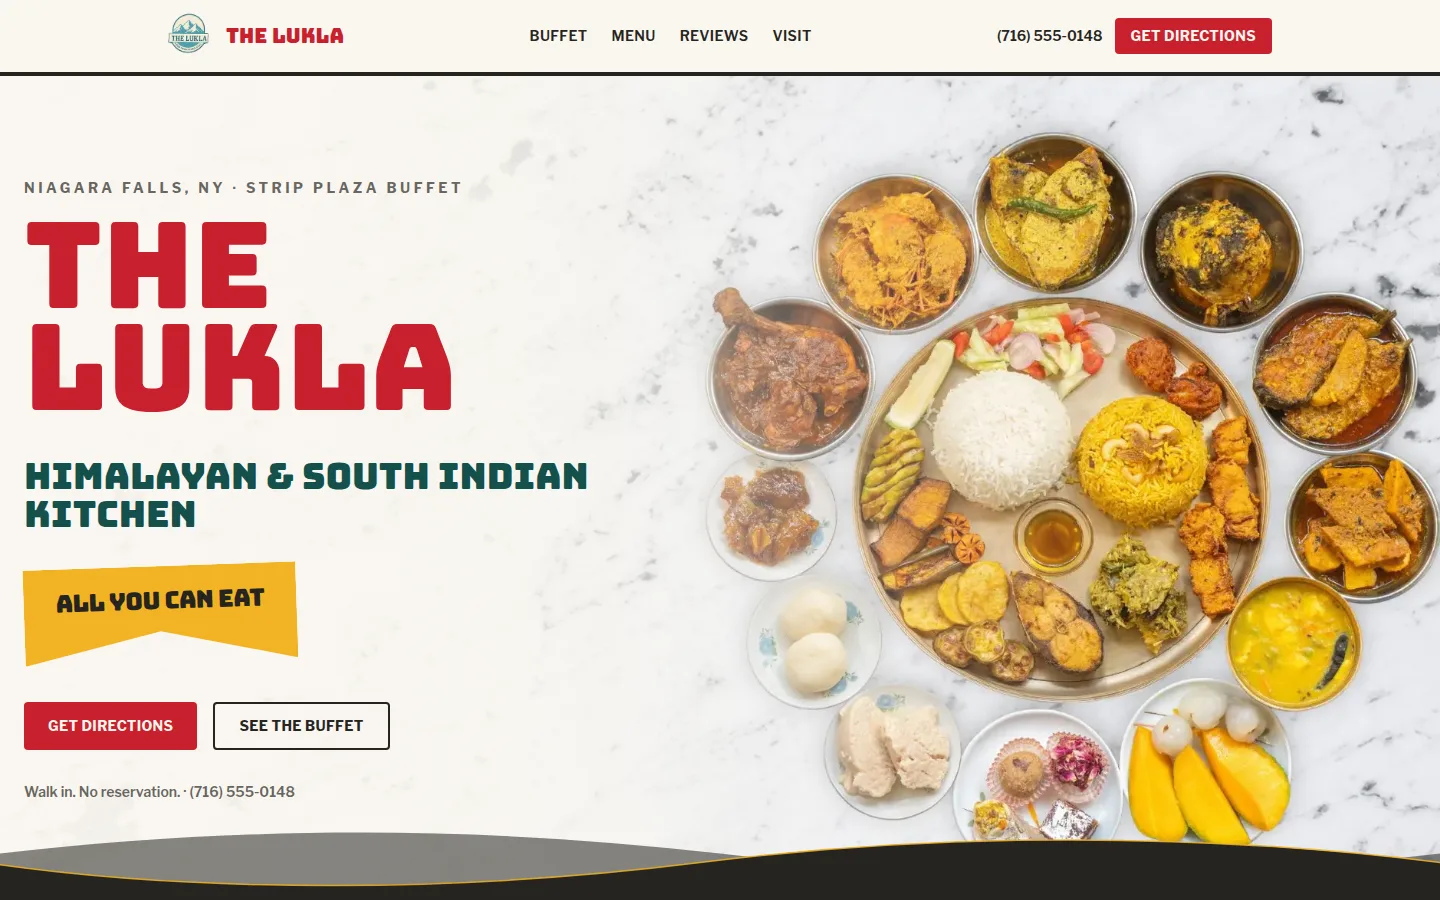 THE LUKLA
THE LUKLA
BUFFET
MENU
REVIEWS
VISIT
(716) 555-0148
GET DIRECTIONS
NIAGARA FALLS, NY · STRIP PLAZA BUFFET
THE
LUKLA
HIMALAYAN & SOUTH INDIAN
KITCHEN
ALL YOU CAN EAT
GET DIRECTIONS
SEE THE BUFFET
Walk in. No reservation. · (716) 555-0148